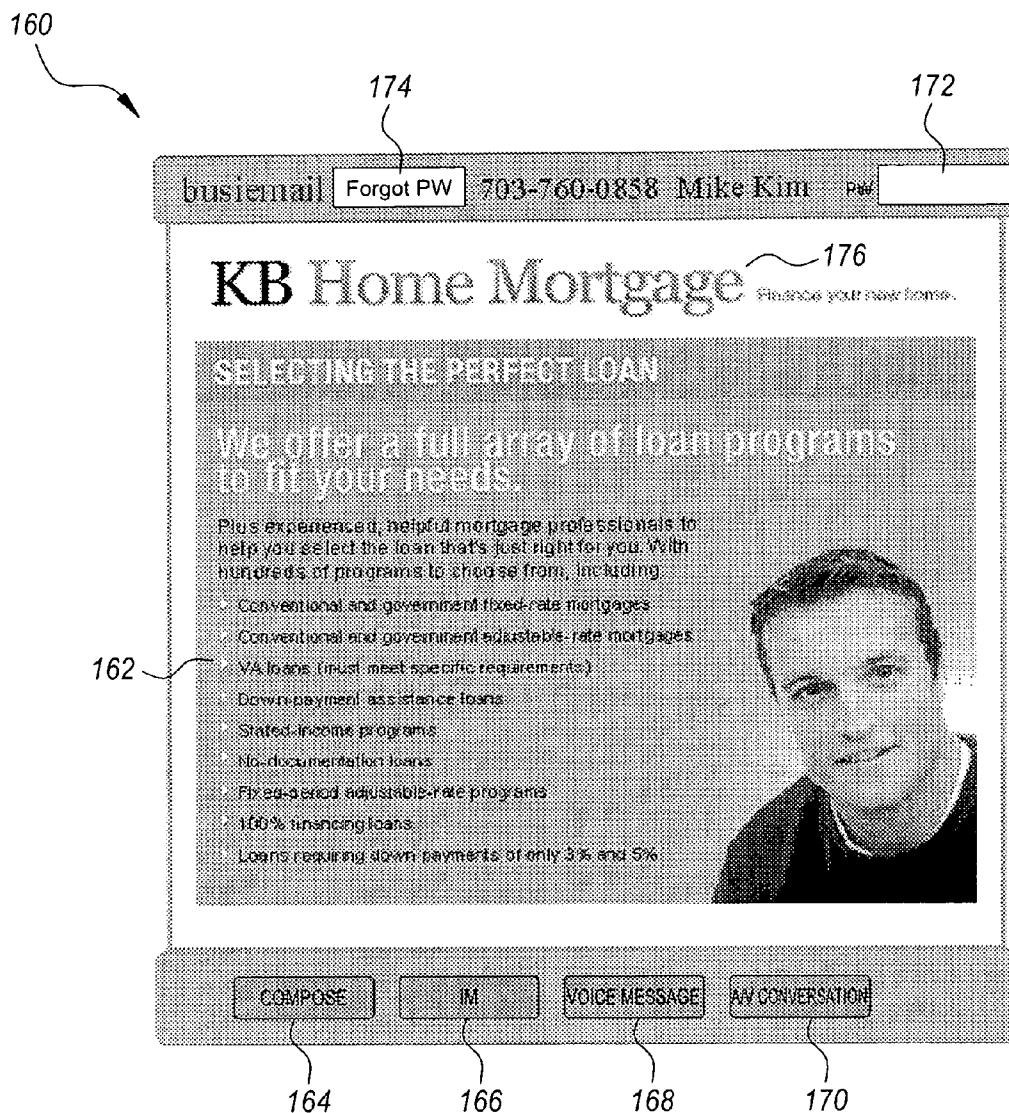 160
174
172
busiemail Forgot PW 703-760-0858 Mike Kim PW
KB Home Mortgage Finance your new home.
176
SELECTING THE PERFECT LOAN
We offer a full array of loan programs
to fit your needs.
Plus experienced, helpful mortgage professionals to
help you select the loan that's just right for you. With
hundreds of programs to choose from, including
Conventional and government fixed-rate mortgages
Conventional and government adjustable-rate mortgages
162
VA loans (must meet specific requirements)
Down-payment assistance loans
Stated-income programs
No-documentation loans
Fixed-period adjustable-rate programs
100% financing loans
Loans requiring down payments of only 3% and 5%
COMPOSE IM VOICE MESSAGE A/V CONVERSATION
164 166 168 170